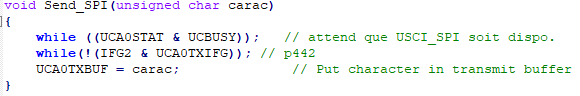 void Send_SPI(unsigned char carac)
{
    while ((UCA0STAT & UCBUSY));   // attend que USCI_SPI soit dispo.
    while(!(IFG2 & UCA0TXIFG)); // p442
    UCA0TXBUF = carac;              // Put character in transmit buffer
}